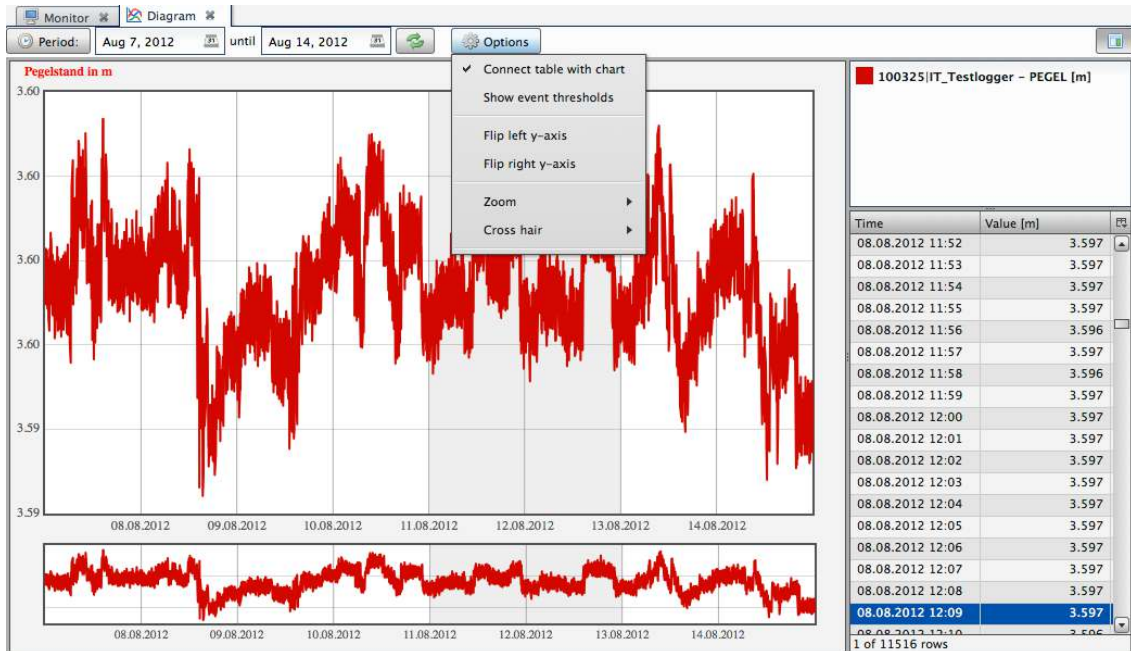 Monitor
Diagram
Period:
Aug 7, 2012
until
Aug 14, 2012
Options
Connect table with chart
Show event thresholds
Flip left y-axis
Flip right y-axis
Zoom
Cross hair
Pegelstand in m
3.60
3.60
3.60
3.60
3.59
3.59
08.08.2012 09.08.2012 10.08.2012 11.08.2012 12.08.2012 13.08.2012 14.08.2012
08.08.2012 09.08.2012 10.08.2012 11.08.2012 12.08.2012 13.08.2012 14.08.2012
100325|IT_Testlogger - PEGEL [m]
Time Value [m]
08.08.2012 11:52 3.597
08.08.2012 11:53 3.597
08.08.2012 11:54 3.597
08.08.2012 11:55 3.597
08.08.2012 11:56 3.596
08.08.2012 11:57 3.597
08.08.2012 11:58 3.596
08.08.2012 11:59 3.597
08.08.2012 12:00 3.597
08.08.2012 12:01 3.597
08.08.2012 12:02 3.597
08.08.2012 12:03 3.597
08.08.2012 12:04 3.597
08.08.2012 12:05 3.597
08.08.2012 12:06 3.597
08.08.2012 12:07 3.597
08.08.2012 12:08 3.597
08.08.2012 12:09 3.597
08.08.2012 12:10 3.596
1 of 11516 rows